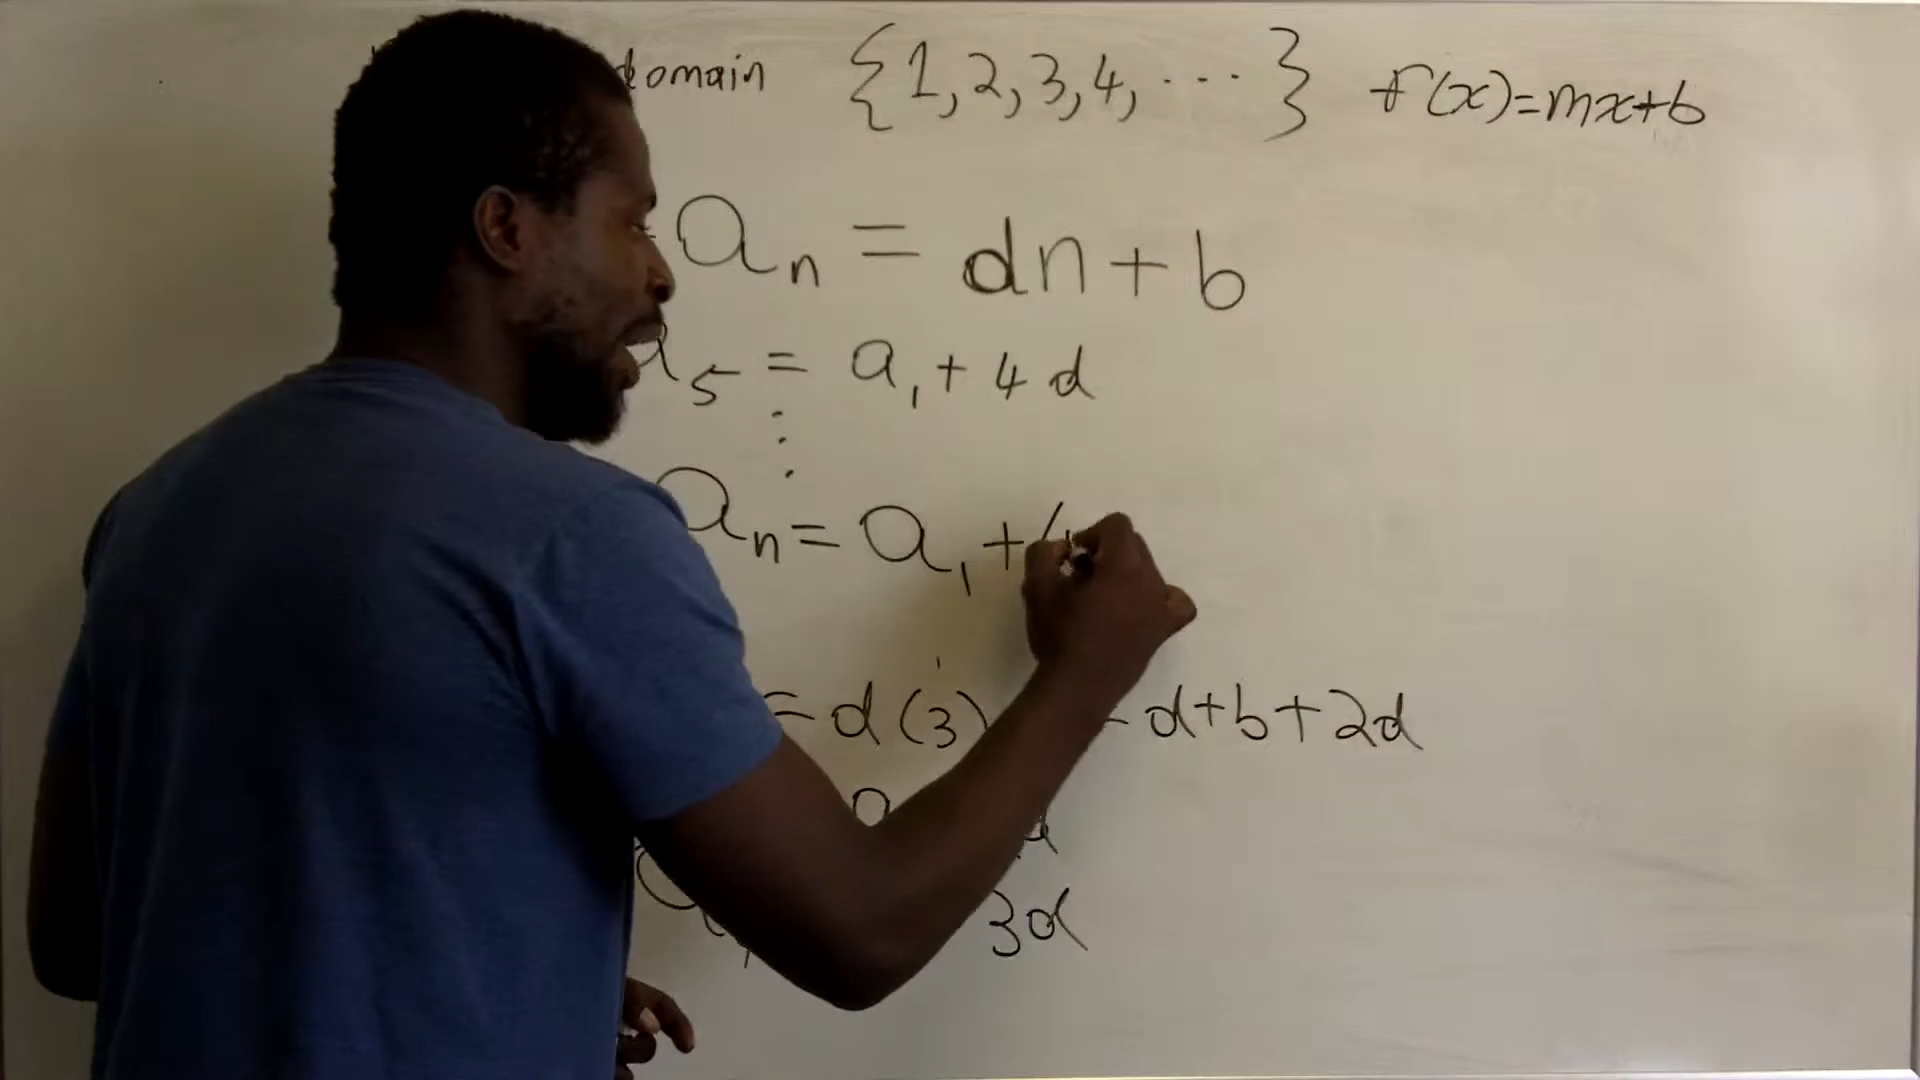 domain {1,2,3,4, ...} f(x)=mx+b
aₙ = dn+b
a₅ = a₁ + 4d
⋮
aₙ = a₁ + (
= d(3) d+b+2d
3d